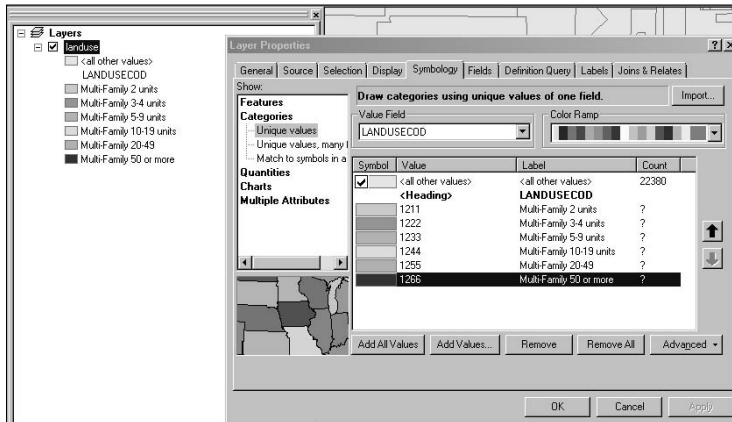 Layers
landuse
<all other values>
LANDUSECOD
Multi-Family 2 units
Multi-Family 3-4 units
Multi-Family 5-9 units
Multi-Family 10-19 units
Multi-Family 20-49
Multi-Family 50 or more
Layer Properties
General Source Selection Display Symbology Fields Definition Query Labels Joins & Relates
Show:
Features
Categories
Unique values
Unique values, many
Match to symbols in a
Quantities
Charts
Multiple Attributes
Draw categories using unique values of one field.
Import...
Value Field
LANDUSECOD
Color Ramp
Symbol Value Label Count
<all other values> <all other values> 22380
<Heading> LANDUSECOD
1211 Multi-Family 2 units ?
1222 Multi-Family 3-4 units ?
1233 Multi-Family 5-9 units ?
1244 Multi-Family 10-19 units ?
1255 Multi-Family 20-49 ?
1266 Multi-Family 50 or more ?
Add All Values Add Values... Remove Remove All Advanced
OK Cancel Apply